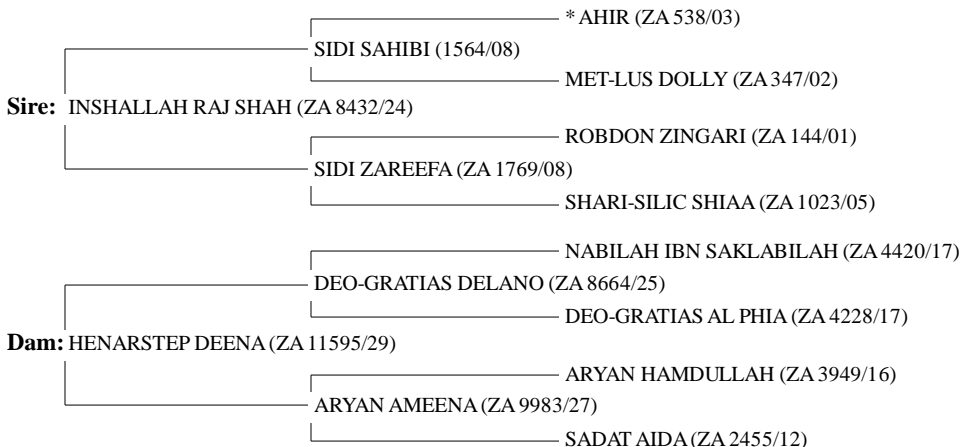 * AHIR (ZA 538/03)
SIDI SAHIBI (1564/08)
MET-LUS DOLLY (ZA 347/02)
Sire: INSHALLAH RAJ SHAH (ZA 8432/24)
ROBDON ZINGARI (ZA 144/01)
SIDI ZAREEFA (ZA 1769/08)
SHARI-SILIC SHIAA (ZA 1023/05)
NABILAH IBN SAKLABILAH (ZA 4420/17)
DEO-GRATIAS DELANO (ZA 8664/25)
DEO-GRATIAS AL PHIA (ZA 4228/17)
Dam: HENARSTEP DEENA (ZA 11595/29)
ARYAN HAMDULLAH (ZA 3949/16)
ARYAN AMEENA (ZA 9983/27)
SADAT AIDA (ZA 2455/12)